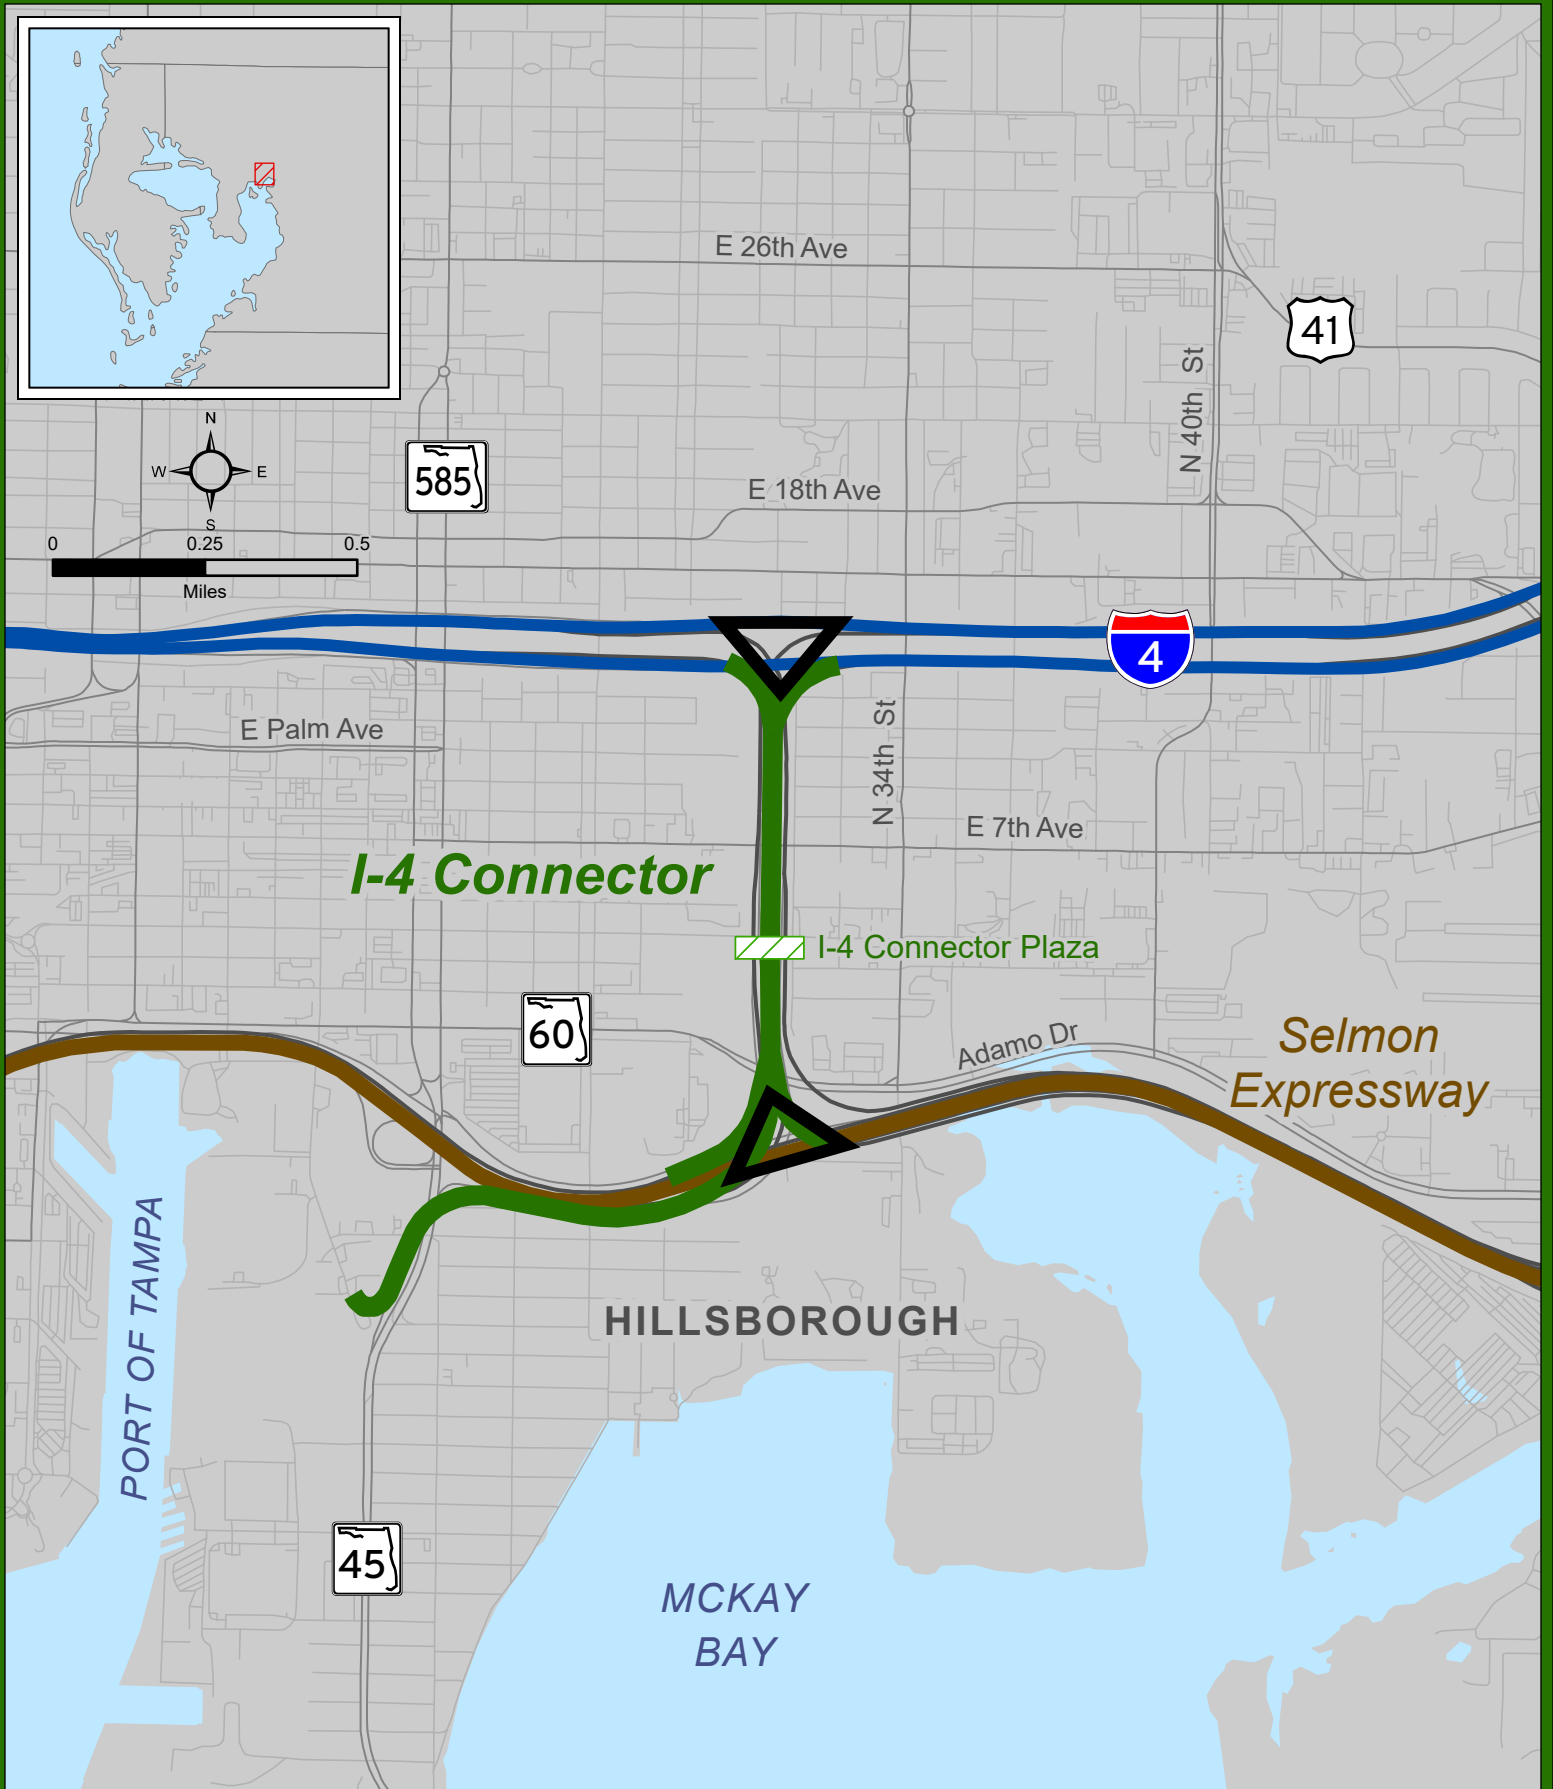 E 26th Ave
41
N 40th St
N
W
E
S
585
E 18th Ave
0
0.25
0.5
Miles
4
E Palm Ave
N 34th St
E 7th Ave
I-4 Connector
I-4 Connector Plaza
60
Adamo Dr
Selmon
Expressway
PORT OF TAMPA
HILLSBOROUGH
45
MCKAY
BAY